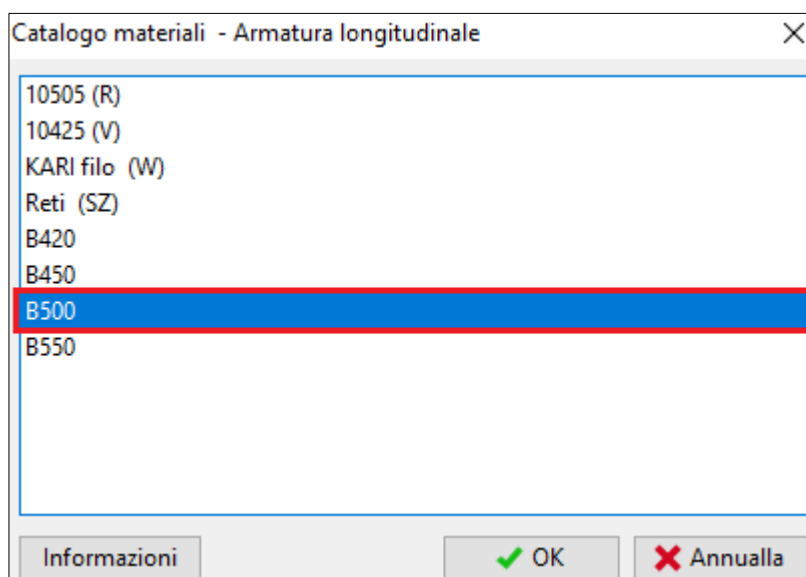 Catalogo materiali - Armatura longitudinale
10505 (R)
10425 (V)
KARI filo (W)
Reti (SZ)
B420
B450
B500
B550
Informazioni
OK
Annualla